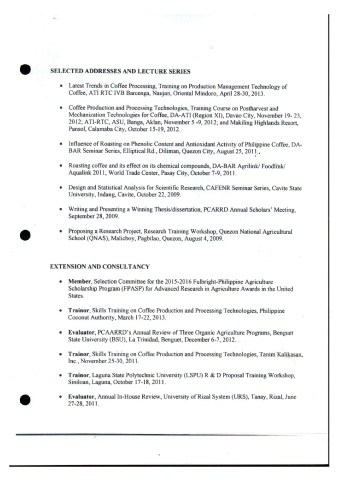 SELECTED ADDRESSES AND LECTURE SERIES
• Latest Trends in Coffee Processing, Training on Production Management Technology of
Coffee, ATI RTC IVB Barcenga, Naujan, Oriental Mindoro, April 28-30, 2013.
• Coffee Production and Processing Technologies, Training Course on Postharvest and
Mechanization Technologies for Coffee, DA-ATI (Region XI), Davao City, November 19- 23,
2012; ATI-RTC, ASU, Banga, Aklan, November 5 -9, 2012; and Makiling Highlands Resort,
Pansol, Calamba City, October 15-19, 2012.
• Influence of Roasting on Phenolic Content and Antioxidant Activity of Philippine Coffee, DA-
BAR Seminar Series, Elliptical Rd., Diliman, Quezon City, August 25, 2011.,
• Roasting coffee and its effect on its chemical compounds, DA-BAR Agrilink/ Foodlink/
Aqualink 2011, World Trade Center, Pasay City, October 7-9, 2011.
• Design and Statistical Analysis for Scientific Research, CAFENR Seminar Series, Cavite State
University, Indang, Cavite, October 22, 2009.
• Writing and Presenting a Winning Thesis/dissertation, PCARRD Annual Scholars' Meeting,
September 28, 2009.
• Proposing a Research Project, Research Training Workshop, Quezon National Agricultural
School (QNAS), Malicboy, Pagbilao, Quezon, August 4, 2009.
EXTENSION AND CONSULTANCY
• Member, Selection Committee for the 2015-2016 Fulbright-Philippine Agriculture
Scholarship Program (FPASP) for Advanced Research in Agriculture Awards in the United
States.
• Trainor, Skills Training on Coffee Production and Processing Technologies, Philippine
Coconut Authority, March 17-22, 2013.
• Evaluator, PCAARRD's Annual Review of Three Organic Agriculture Programs, Benguet
State University (BSU), La Trinidad, Benguet, December 6-7, 2012.
• Trainor, Skills Training on Coffee Production and Processing Technologies, Tanim Kalikasan,
Inc., November 25-30, 2011.
• Trainor, Laguna State Polytechnic University (LSPU) R & D Proposal Training Workshop,
Siniloan, Laguna, October 17-18, 2011.
• Evaluator, Annual In-House Review, University of Rizal System (URS), Tanay, Rizal, June
27-28, 2011.